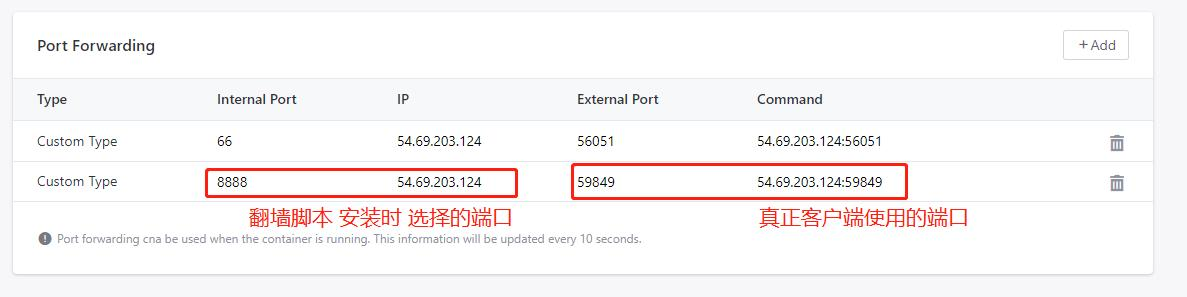 Port Forwarding
+ Add
Type Internal Port IP External Port Command
Custom Type 66 54.69.203.124 56051 54.69.203.124:56051
Custom Type 8888 54.69.203.124 59849 54.69.203.124:59849
翻墙脚本 安装时 选择的端口 真正客户端使用的端口
Port forwarding cna be used when the container is running. This information will be updated every 10 seconds.